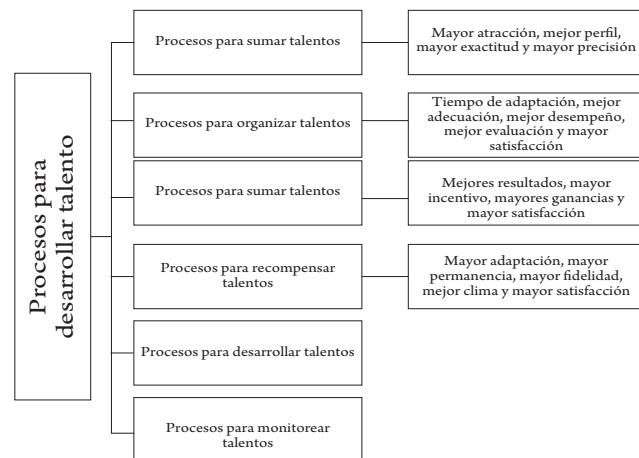 Procesos para
desarrollar talento
Procesos para sumar talentos
Mayor atracción, mejor perfil,
mayor exactitud y mayor precisión
Procesos para organizar talentos
Tiempo de adaptación, mejor
adecuación, mejor desempeño,
mejor evaluación y mayor
satisfacción
Procesos para sumar talentos
Mejores resultados, mayor
incentivo, mayores ganancias y
mayor satisfacción
Procesos para recompensar
talentos
Mayor adaptación, mayor
permanencia, mayor fidelidad,
mejor clima y mayor satisfacción
Procesos para desarrollar talentos
Procesos para monitorear
talentos